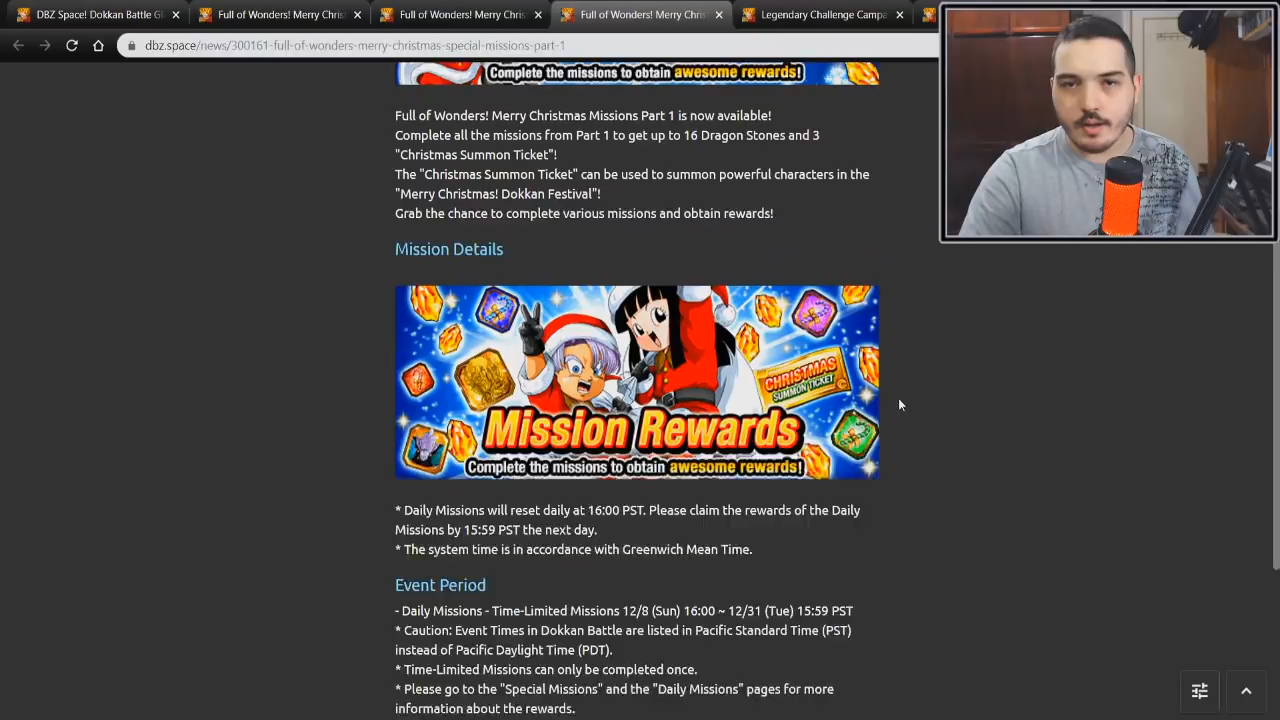 DBZ Space! Dokkan Battle Gl
Full of Wonders! Merry Christ
Full of Wonders! Merry Chris
Full of Wonders! Merry Chris
Legendary Challenge Campa
dbz.space/news/300161-full-of-wonders-merry-christmas-special-missions-part-1
Complete the missions to obtain awesome rewards!
Full of Wonders! Merry Christmas Missions Part 1 is now available!
Complete all the missions from Part 1 to get up to 16 Dragon Stones and 3
"Christmas Summon Ticket"!
The "Christmas Summon Ticket" can be used to summon powerful characters in the
"Merry Christmas! Dokkan Festival"!
Grab the chance to complete various missions and obtain rewards!
Mission Details
CHRISTMAS
SUMMON TICKET
Mission Rewards
Complete the missions to obtain awesome rewards!
* Daily Missions will reset daily at 16:00 PST. Please claim the rewards of the Daily
Missions by 15:59 PST the next day.
* The system time is in accordance with Greenwich Mean Time.
Event Period
- Daily Missions - Time-Limited Missions 12/8 (Sun) 16:00 ~ 12/31 (Tue) 15:59 PST
* Caution: Event Times in Dokkan Battle are listed in Pacific Standard Time (PST)
instead of Pacific Daylight Time (PDT).
* Time-Limited Missions can only be completed once.
* Please go to the "Special Missions" and the "Daily Missions" pages for more
information about the rewards.